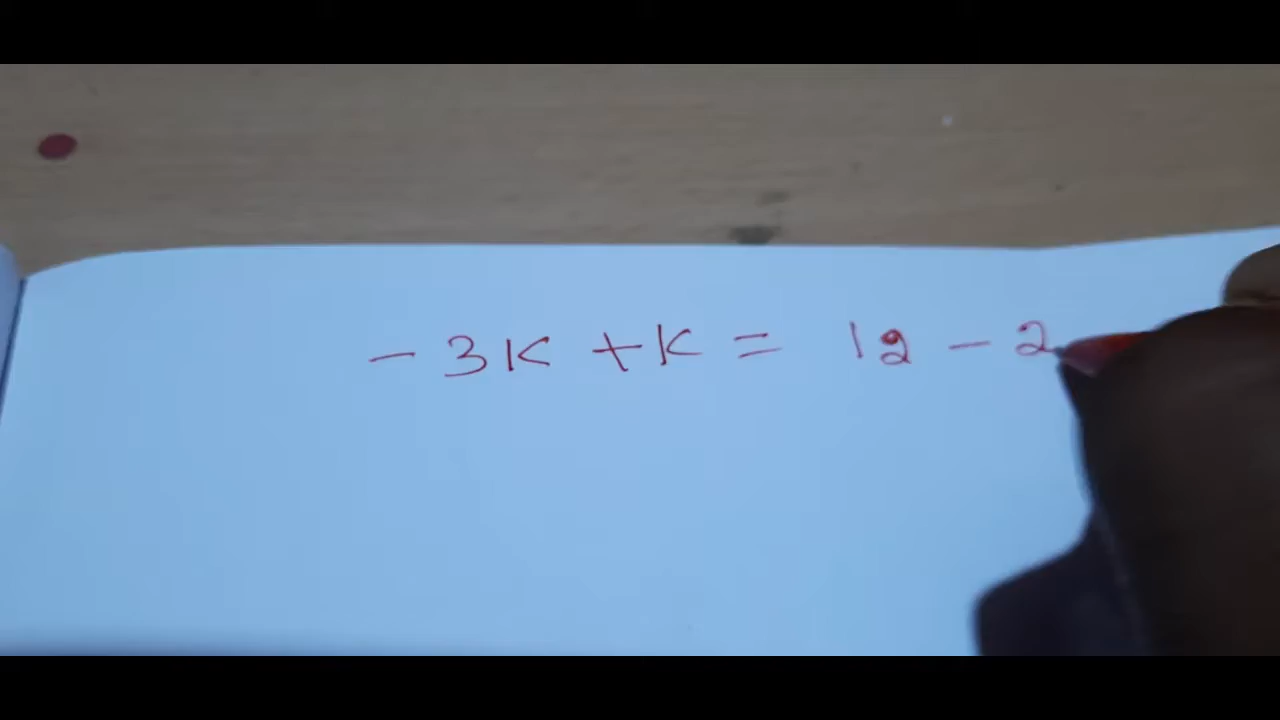 - 3K + K = 12 - 2